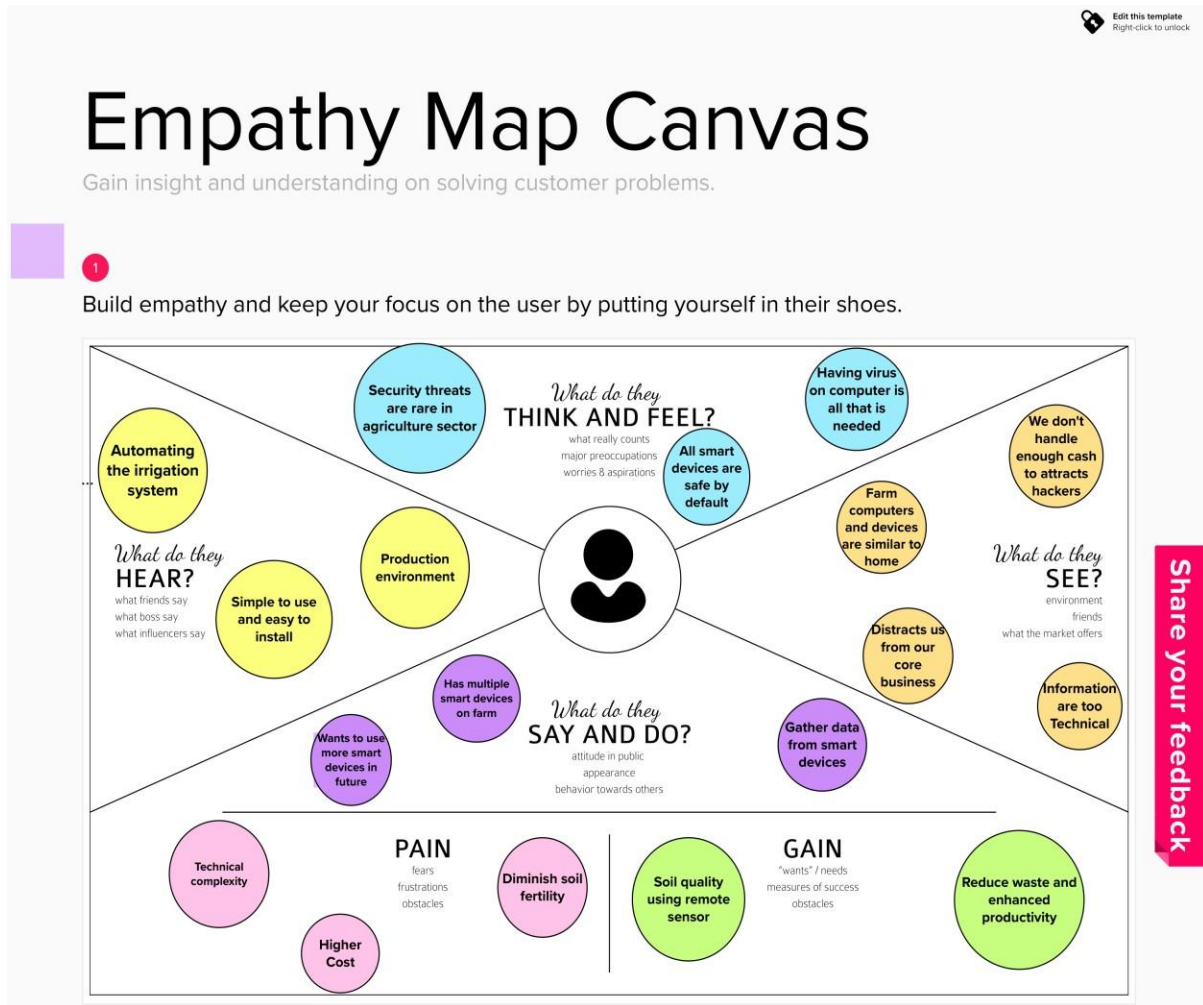 Edit this template
Right-click to unlock
Empathy Map Canvas
Gain insight and understanding on solving customer problems.
1
Build empathy and keep your focus on the user by putting yourself in their shoes.
Security threats
are rare in
agriculture sector
What do they
THINK AND FEEL?
what really counts
major preoccupations
worries & aspirations
All smart
devices are
safe by
default
Having virus
on computer is
all that is
needed
Automating
the irrigation
system
What do they
HEAR?
what friends say
what boss say
what influencers say
Simple to use
and easy to
install
Production
environment
We don't
handle
enough cash
to attracts
hackers
Farm
computers
and devices
are similar to
home
What do they
SEE?
environment
friends
what the market offers
Distracts us
from our
core
business
Information
are too
Technical
Has multiple
smart devices
on farm
Wants to use
more smart
devices in
future
What do they
SAY AND DO?
attitude in public
appearance
behavior towards others
Gather data
from smart
devices
Technical
complexity
PAIN
fears
frustrations
obstacles
Diminish soil
fertility
Higher
Cost
Soil quality
using remote
sensor
GAIN
"wants" / needs
measures of success
obstacles
Reduce waste and
enhanced
productivity
Share your feedback